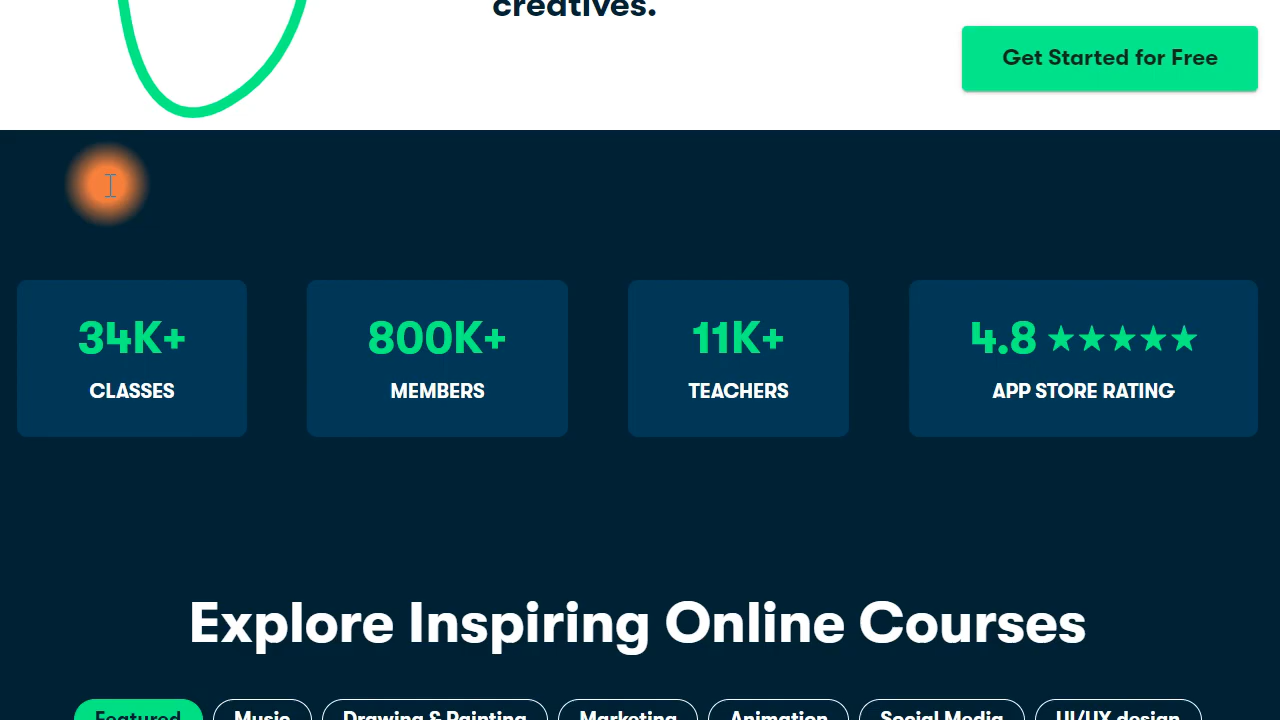 creatives.
Get Started for Free
34K+
CLASSES
800K+
MEMBERS
11K+
TEACHERS
4.8 ★★★★★
APP STORE RATING
Explore Inspiring Online Courses
Featured Music Drawing & Painting Marketing Animation Social Media UI/UX design